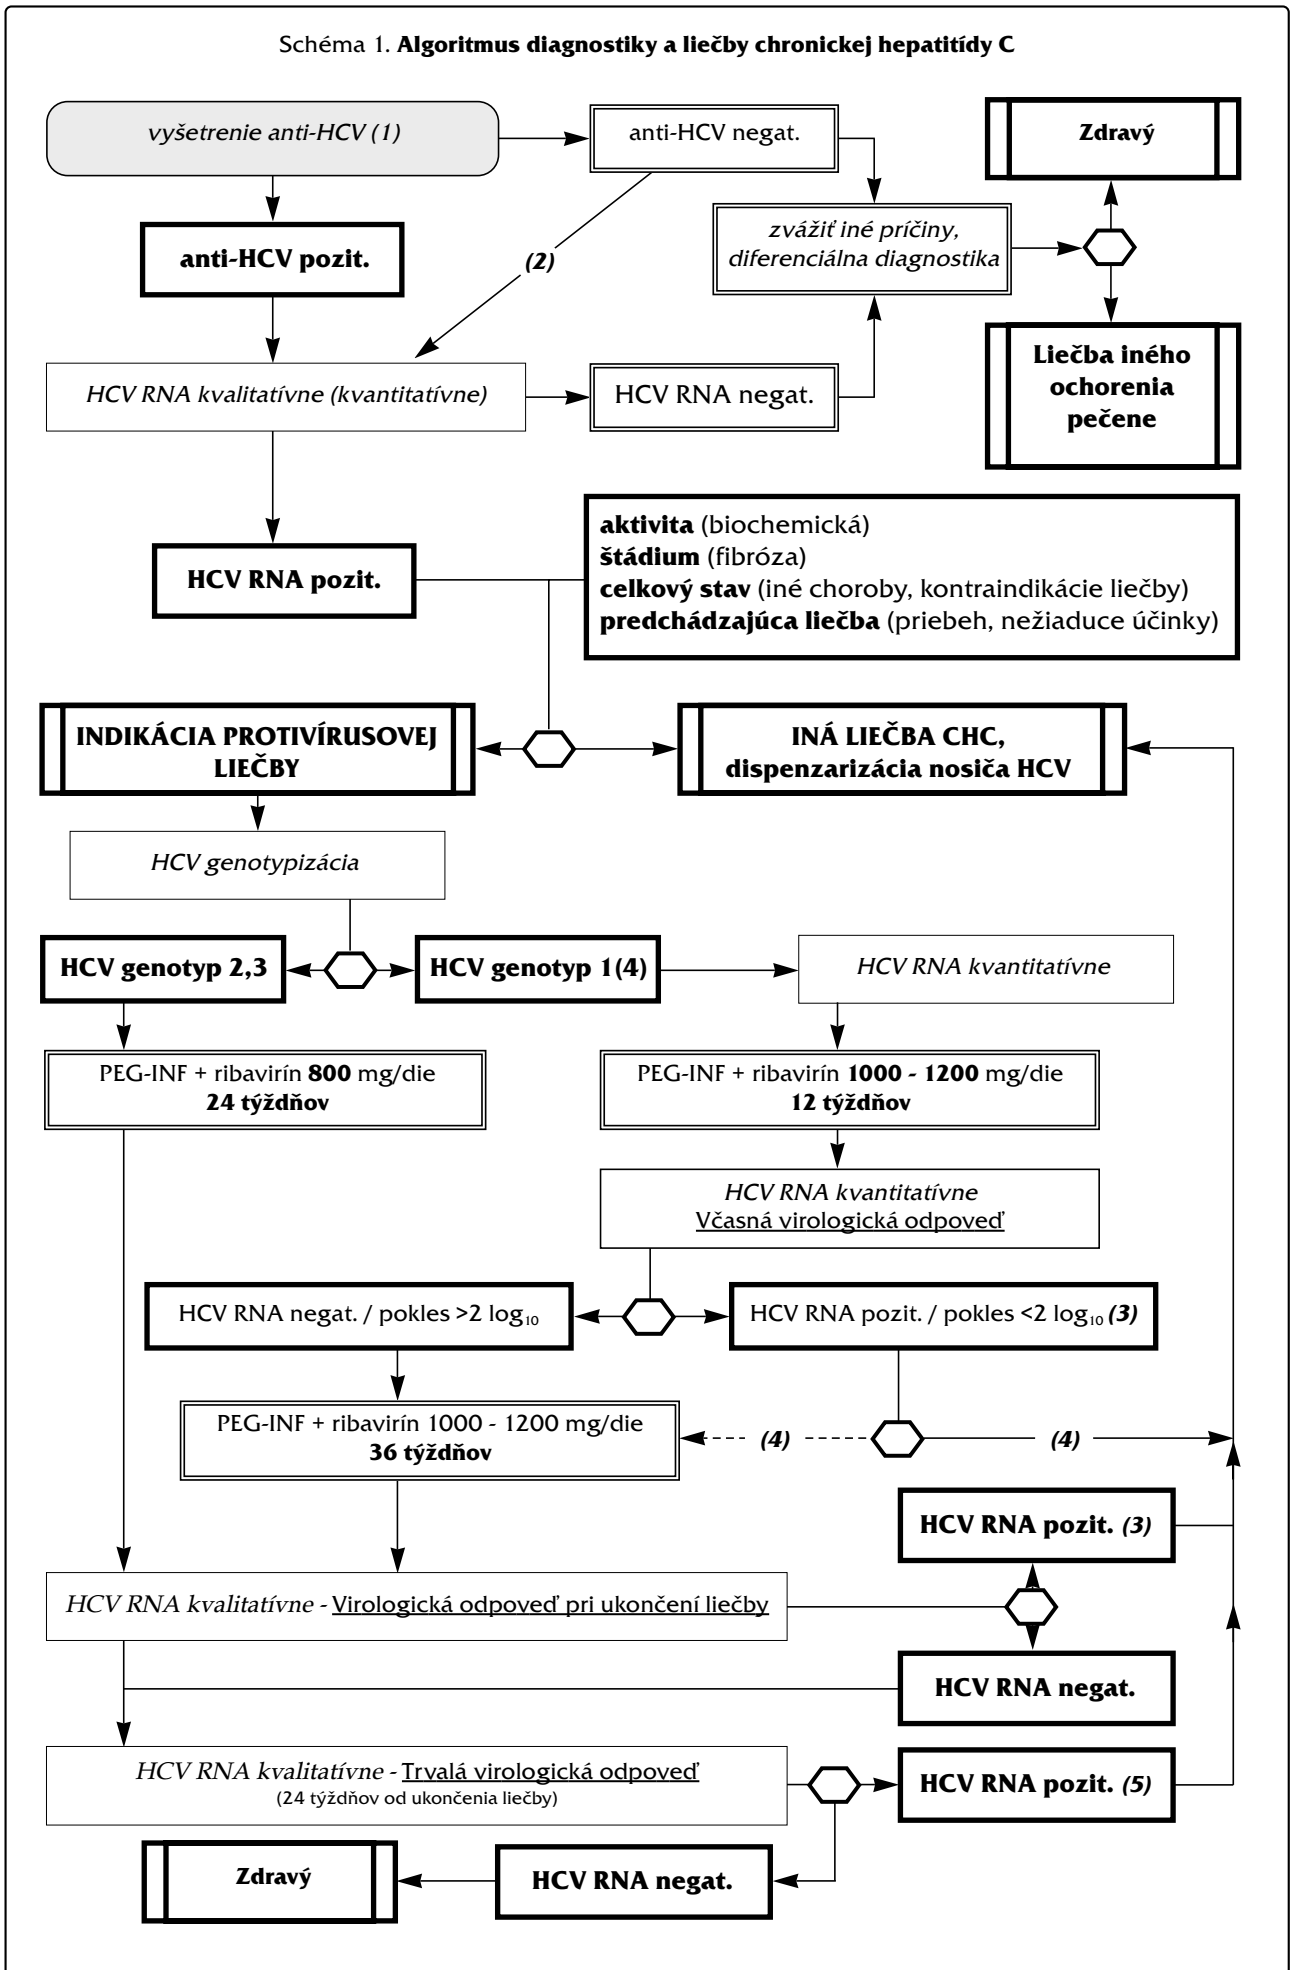 Schéma 1. Algoritmus diagnostiky a liečby chronickej hepatitídy C
vyšetrenie anti-HCV (1)
anti-HCV negat.
Zdravý
anti-HCV pozit.
(2)
zvážiť iné príčiny,
diferenciálna diagnostika
HCV RNA kvalitatívne (kvantitatívne)
HCV RNA negat.
Liečba iného
ochorenia
pečene
HCV RNA pozit.
aktivita (biochemická)
štádium (fibróza)
celkový stav (iné choroby, kontraindikácie liečby)
predchádzajúca liečba (priebeh, nežiaduce účinky)
INDIKÁCIA PROTIVÍRUSOVEJ
LIEČBY
INÁ LIEČBA CHC,
dispenzarizácia nosiča HCV
HCV genotypizácia
HCV genotyp 2,3
HCV genotyp 1(4)
HCV RNA kvantitatívne
PEG-INF + ribavirín 800 mg/die
24 týždňov
PEG-INF + ribavirín 1000 - 1200 mg/die
12 týždňov
HCV RNA kvantitatívne
Včasná virologická odpoveď
HCV RNA negat. / pokles >2 log₁₀
HCV RNA pozit. / pokles <2 log₁₀ (3)
PEG-INF + ribavirín 1000 - 1200 mg/die
36 týždňov
(4)
(4)
HCV RNA pozit. (3)
HCV RNA kvalitatívne - Virologická odpoveď pri ukončení liečby
HCV RNA negat.
HCV RNA kvalitatívne - Trvalá virologická odpoveď
(24 týždňov od ukončenia liečby)
HCV RNA pozit. (5)
Zdravý
HCV RNA negat.